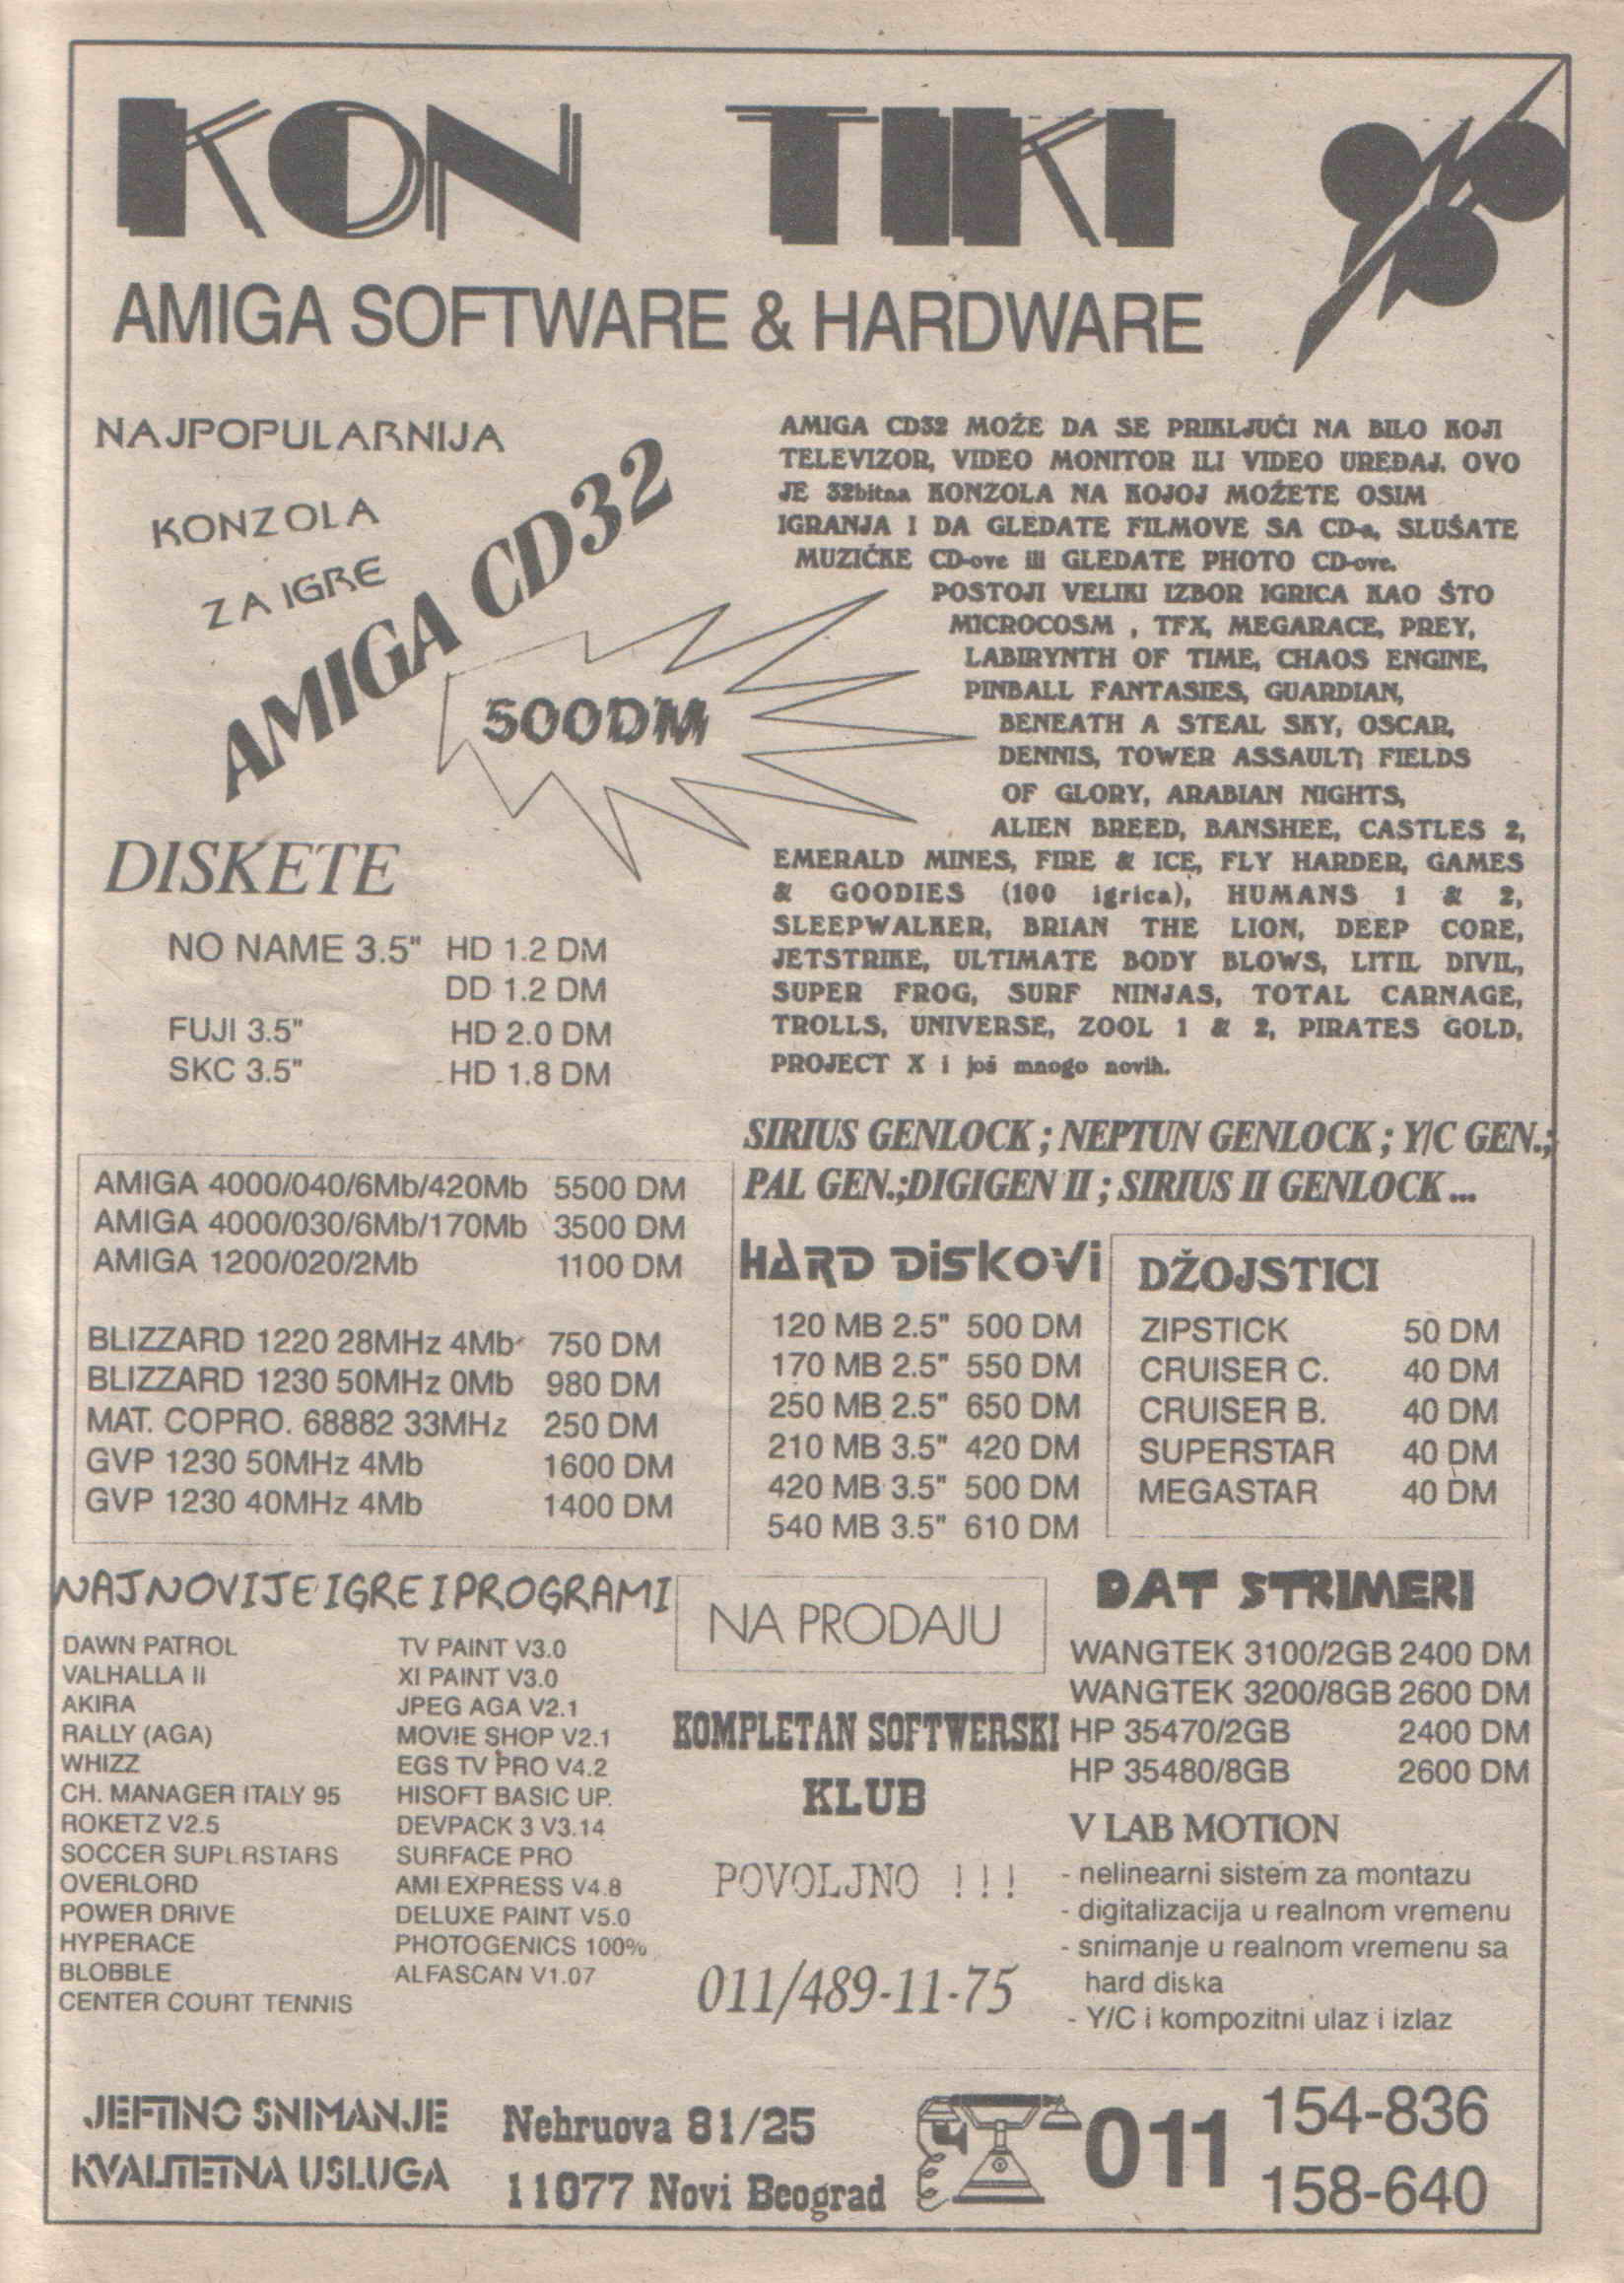 KON TIKI
AMIGA SOFTWARE & HARDWARE
NAJPOPULARNIJA
KONZOLA
ZA IGRE
AMIGA CD32
500DM
AMIGA CD32 MOŽE DA SE PRIKLJUČI NA BILO KOJI
TELEVIZOR, VIDEO MONITOR ILI VIDEO UREĐAJ. OVO
JE 32bitna KONZOLA NA KOJOJ MOŽETE OSIM
IGRANJA I DA GLEDATE FILMOVE SA CD-a, SLUŠATE
MUZIČKE CD-ove ili GLEDATE PHOTO CD-ove.
POSTOJI VELIKI IZBOR IGRICA KAO ŠTO
MICROCOSM , TFX, MEGARACE, PREY,
LABIRYNTH OF TIME, CHAOS ENGINE,
PINBALL FANTASIES, GUARDIAN,
BENEATH A STEAL SKY, OSCAR,
DENNIS, TOWER ASSAULT, FIELDS
OF GLORY, ARABIAN NIGHTS,
ALIEN BREED, BANSHEE, CASTLES 2,
EMERALD MINES, FIRE & ICE, FLY HARDER, GAMES
& GOODIES (100 igrica), HUMANS 1 & 2,
SLEEPWALKER, BRIAN THE LION, DEEP CORE,
JETSTRIKE, ULTIMATE BODY BLOWS, LITIL DIVIL,
SUPER FROG, SURF NINJAS, TOTAL CARNAGE,
TROLLS, UNIVERSE, ZOOL 1 & 2, PIRATES GOLD,
PROJECT X i još mnogo novih.
DISKETE
NO NAME 3.5" HD 1.2 DM
DD 1.2 DM
FUJI 3.5" HD 2.0 DM
SKC 3.5" HD 1.8 DM
SIRIUS GENLOCK ; NEPTUN GENLOCK ; Y/C GEN.;
PAL GEN.;DIGIGEN II ; SIRIUS II GENLOCK ...
AMIGA 4000/040/6Mb/420Mb 5500 DM
AMIGA 4000/030/6Mb/170Mb 3500 DM
AMIGA 1200/020/2Mb 1100 DM
BLIZZARD 1220 28MHz 4Mb 750 DM
BLIZZARD 1230 50MHz 0Mb 980 DM
MAT. COPRO. 68882 33MHz 250 DM
GVP 1230 50MHz 4Mb 1600 DM
GVP 1230 40MHz 4Mb 1400 DM
HARD DISKOVI
120 MB 2.5" 500 DM
170 MB 2.5" 550 DM
250 MB 2.5" 650 DM
210 MB 3.5" 420 DM
420 MB 3.5" 500 DM
540 MB 3.5" 610 DM
DŽOJSTICI
ZIPSTICK 50 DM
CRUISER C. 40 DM
CRUISER B. 40 DM
SUPERSTAR 40 DM
MEGASTAR 40 DM
NAJNOVIJE IGRE I PROGRAMI
DAWN PATROL
VALHALLA II
AKIRA
RALLY (AGA)
WHIZZ
CH. MANAGER ITALY 95
ROKETZ V2.5
SOCCER SUPERSTARS
OVERLORD
POWER DRIVE
HYPERACE
BLOBBLE
CENTER COURT TENNIS
TV PAINT V3.0
XI PAINT V3.0
JPEG AGA V2.1
MOVIE SHOP V2.1
EGS TV PRO V4.2
HISOFT BASIC UP.
DEVPACK 3 V3.14
SURFACE PRO
AMI EXPRESS V4.8
DELUXE PAINT V5.0
PHOTOGENICS 100%
ALFASCAN V1.07
NA PRODAJU
KOMPLETAN SOFTWERSKI
KLUB
POVOLJNO !!!
011/489-11-75
DAT STRIMERI
WANGTEK 3100/2GB 2400 DM
WANGTEK 3200/8GB 2600 DM
HP 35470/2GB 2400 DM
HP 35480/8GB 2600 DM
V LAB MOTION
- nelinearni sistem za montazu
- digitalizacija u realnom vremenu
- snimanje u realnom vremenu sa
hard diska
- Y/C i kompozitni ulaz i izlaz
JEFTINO SNIMANJE
KVALITETNA USLUGA
Nehruova 81/25
11077 Novi Beograd
011 154-836
158-640